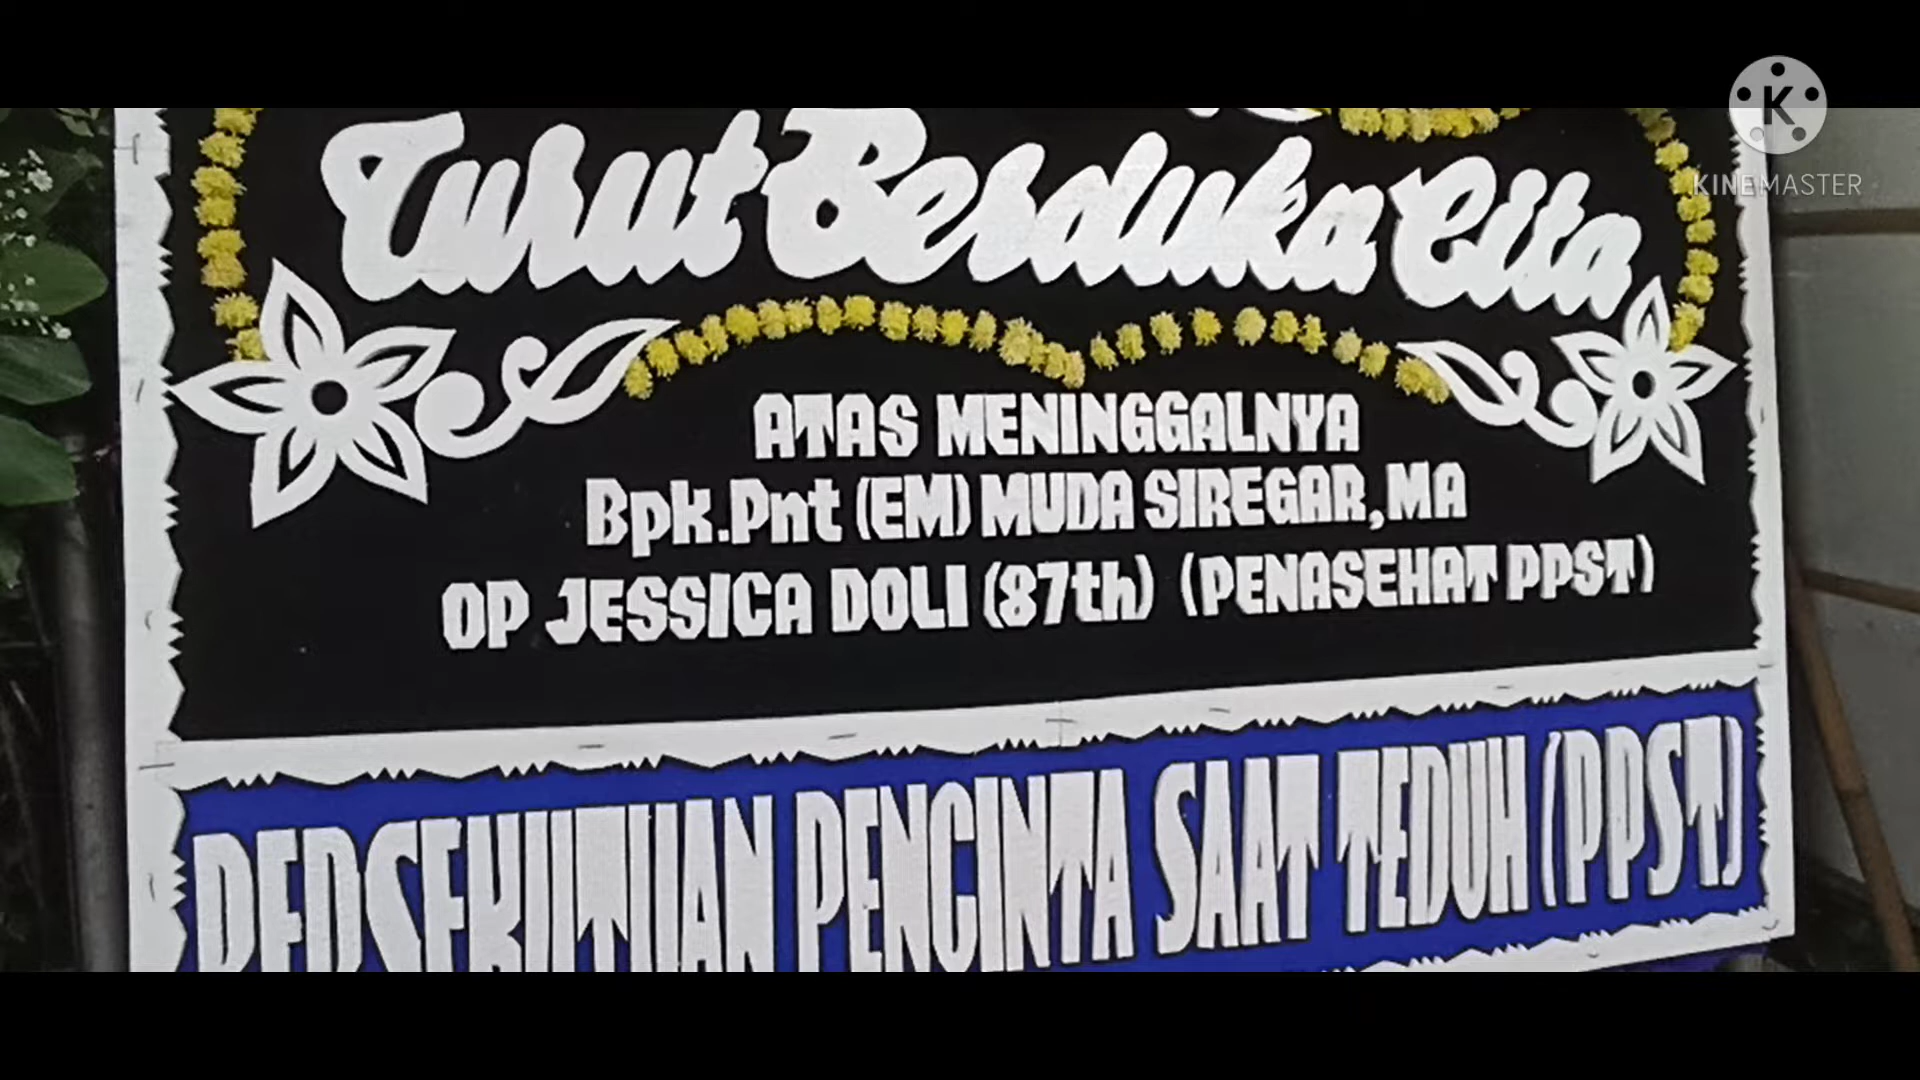 Turut Berduka Cita
ATAS MENINGGALNYA
Bpk.Pnt (EM) MUDA SIREGAR,MA
OP JESSICA DOLI (87th) (PENASEHAT PPST)
PERSEKUTUAN PENCINTA SAAT TEDUH (PPST)
K
KINEMASTER